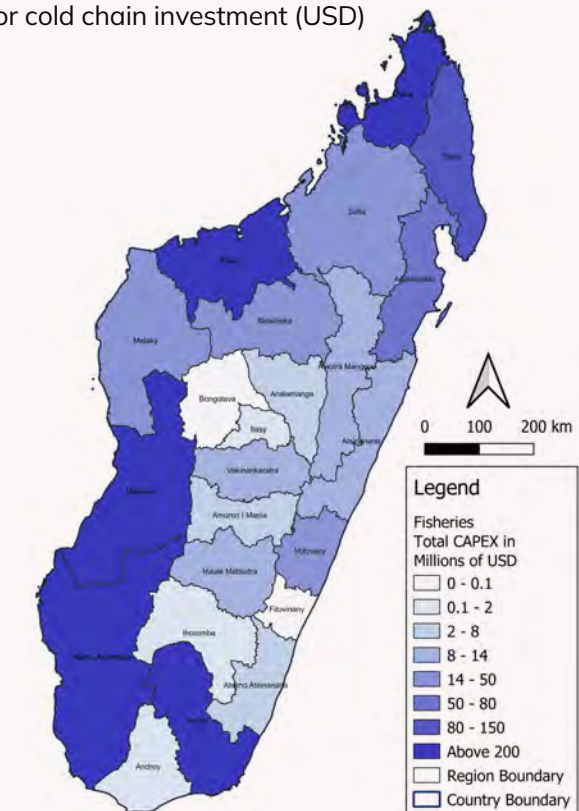 or cold chain investment (USD)
Sofia
Betsiboka
Melaky
Alaotra Mangoro
Bongolava
Analamanga
Itasy
0 100 200 km
Vakinankaratra
Amoron I Mania
Vatovavy
Haute Matsiatra
Fitovinany
Ihorombe
Atsimo Atsinanana
Androy
Legend
Fisheries
Total CAPEX in
Millions of USD
0 - 0.1
0.1 - 2
2 - 8
8 - 14
14 - 50
50 - 80
80 - 150
Above 200
Region Boundary
Country Boundary